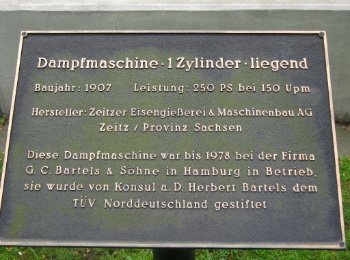 Dampfmaschine · 1 Zylinder · liegend
Baujahr: 1907 Leistung: 250 PS bei 150 Upm
Hersteller: Zeitzer Eisengießerei & Maschinenbau AG
Zeitz / Provinz Sachsen
Diese Dampfmaschine war bis 1978 bei der Firma
G. C. Bartels & Söhne in Hamburg in Betrieb,
sie wurde von Konsul a. D. Herbert Bartels dem
TÜV Norddeutschland gestiftet